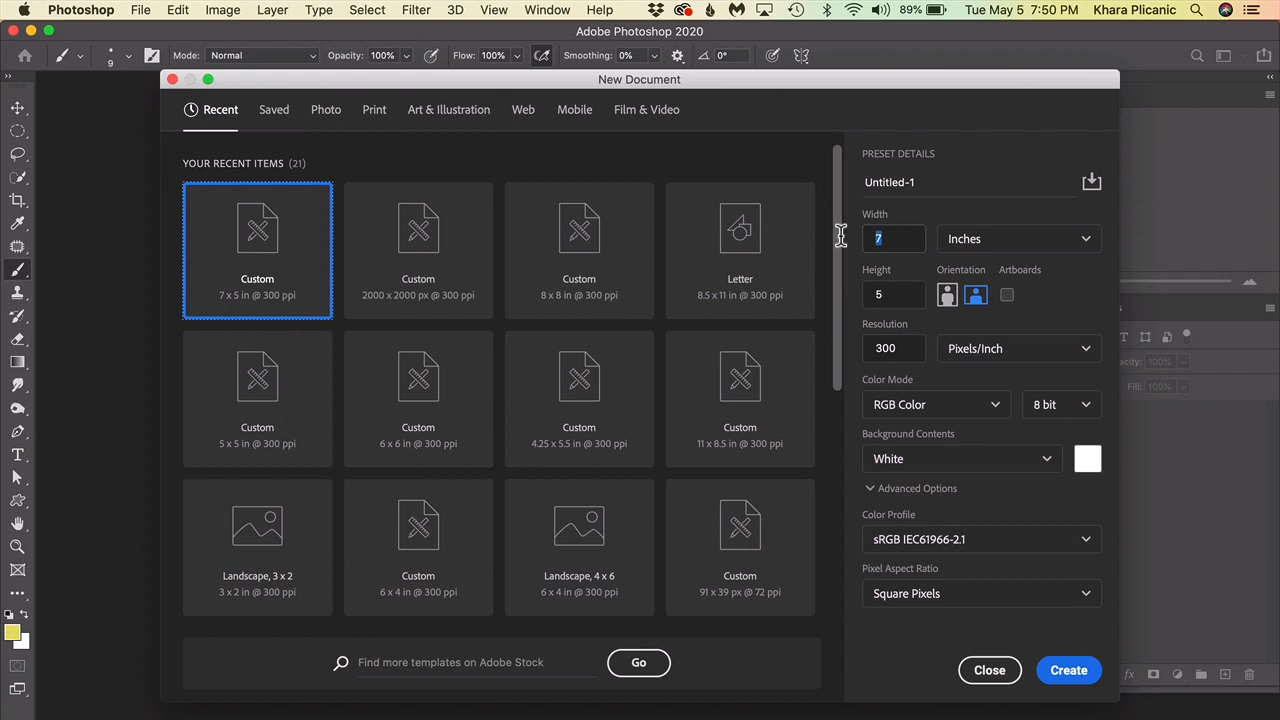 Photoshop File Edit Image Layer Type Select Filter 3D View Window Help 89% Tue May 5 7:50 PM Khara Plicanic
Adobe Photoshop 2020
9 Mode: Normal Opacity: 100% Flow: 100% Smoothing: 0% 0°
New Document
Recent Saved Photo Print Art & Illustration Web Mobile Film & Video
YOUR RECENT ITEMS (21)
Custom
7 x 5 in @ 300 ppi
Custom
2000 x 2000 px @ 300 ppi
Custom
8 x 8 in @ 300 ppi
Letter
8.5 x 11 in @ 300 ppi
Custom
5 x 5 in @ 300 ppi
Custom
6 x 6 in @ 300 ppi
Custom
4.25 x 5.5 in @ 300 ppi
Custom
11 x 8.5 in @ 300 ppi
Landscape, 3 x 2
3 x 2 in @ 300 ppi
Custom
6 x 4 in @ 300 ppi
Landscape, 4 x 6
6 x 4 in @ 300 ppi
Custom
91 x 39 px @ 72 ppi
Find more templates on Adobe Stock Go
PRESET DETAILS
Untitled-1
Width
7 Inches
Height Orientation Artboards
5
Resolution
300 Pixels/Inch
Color Mode
RGB Color 8 bit
Background Contents
White
Advanced Options
Color Profile
sRGB IEC61966-2.1
Pixel Aspect Ratio
Square Pixels
Close Create
100%
Fill: 100%
fx